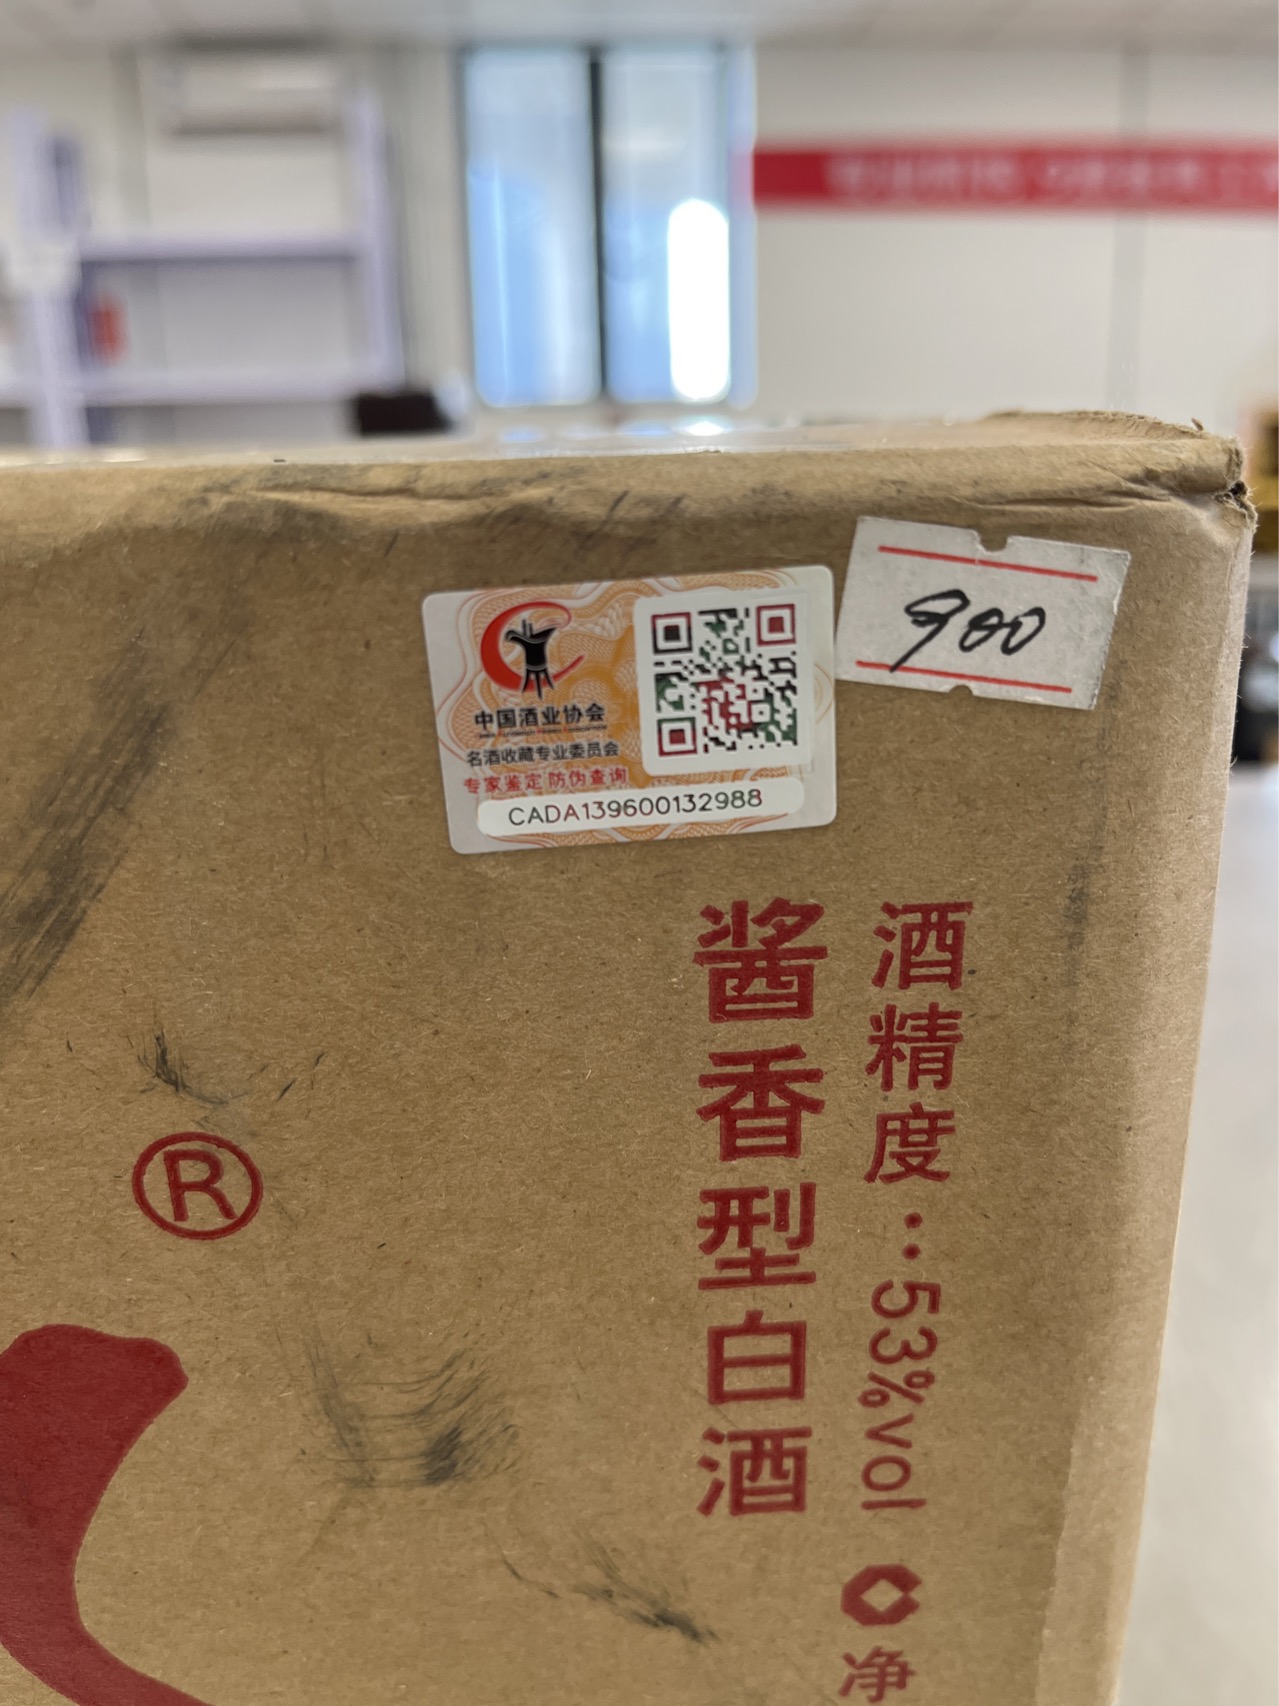 中国酒业协会
名酒收藏专业委员会
专家鉴定 防伪查询
CADA139600132988
900
酱香型白酒
酒精度：53%vol
净
®